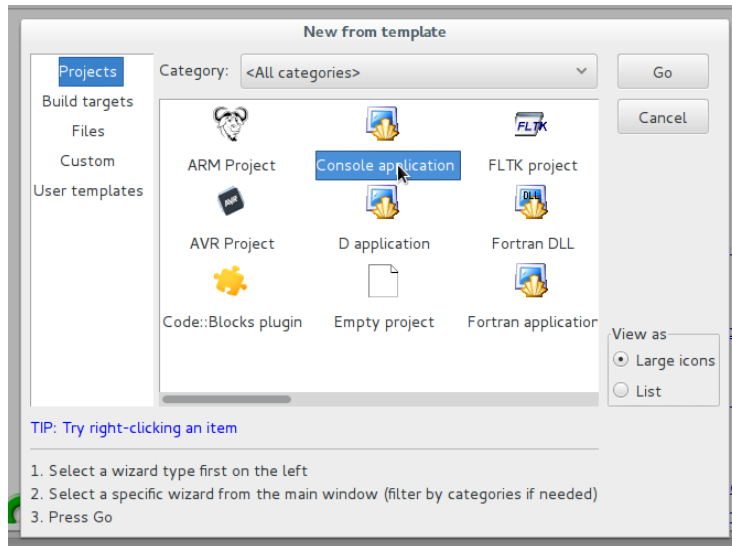 New from template
Projects
Build targets
Files
Custom
User templates
Category: <All categories>
Go
Cancel
FLTK
ARM Project Console application FLTK project
AVR DLL
AVR Project D application Fortran DLL
Code::Blocks plugin Empty project Fortran application
View as
Large icons
List
TIP: Try right-clicking an item
1. Select a wizard type first on the left
2. Select a specific wizard from the main window (filter by categories if needed)
3. Press Go